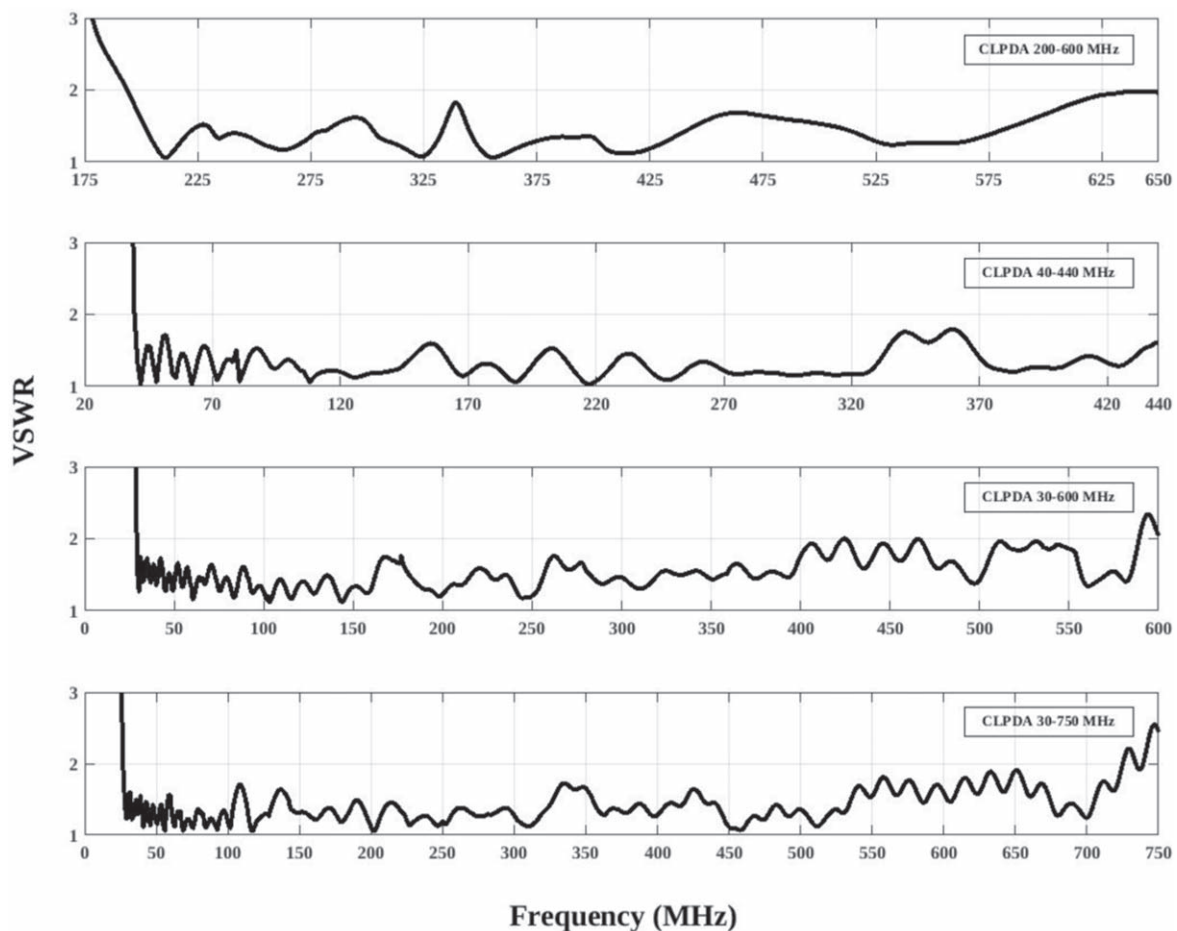 3
CLPDA 200-600 MHz
2
1
175 225 275 325 375 425 475 525 575 625 650
3
CLPDA 40-440 MHz
2
1
20 70 120 170 220 270 320 370 420 440
VSWR
3
CLPDA 30-600 MHz
2
1
0 50 100 150 200 250 300 350 400 450 500 550 600
3
CLPDA 30-750 MHz
2
1
0 50 100 150 200 250 300 350 400 450 500 550 600 650 700 750
Frequency (MHz)